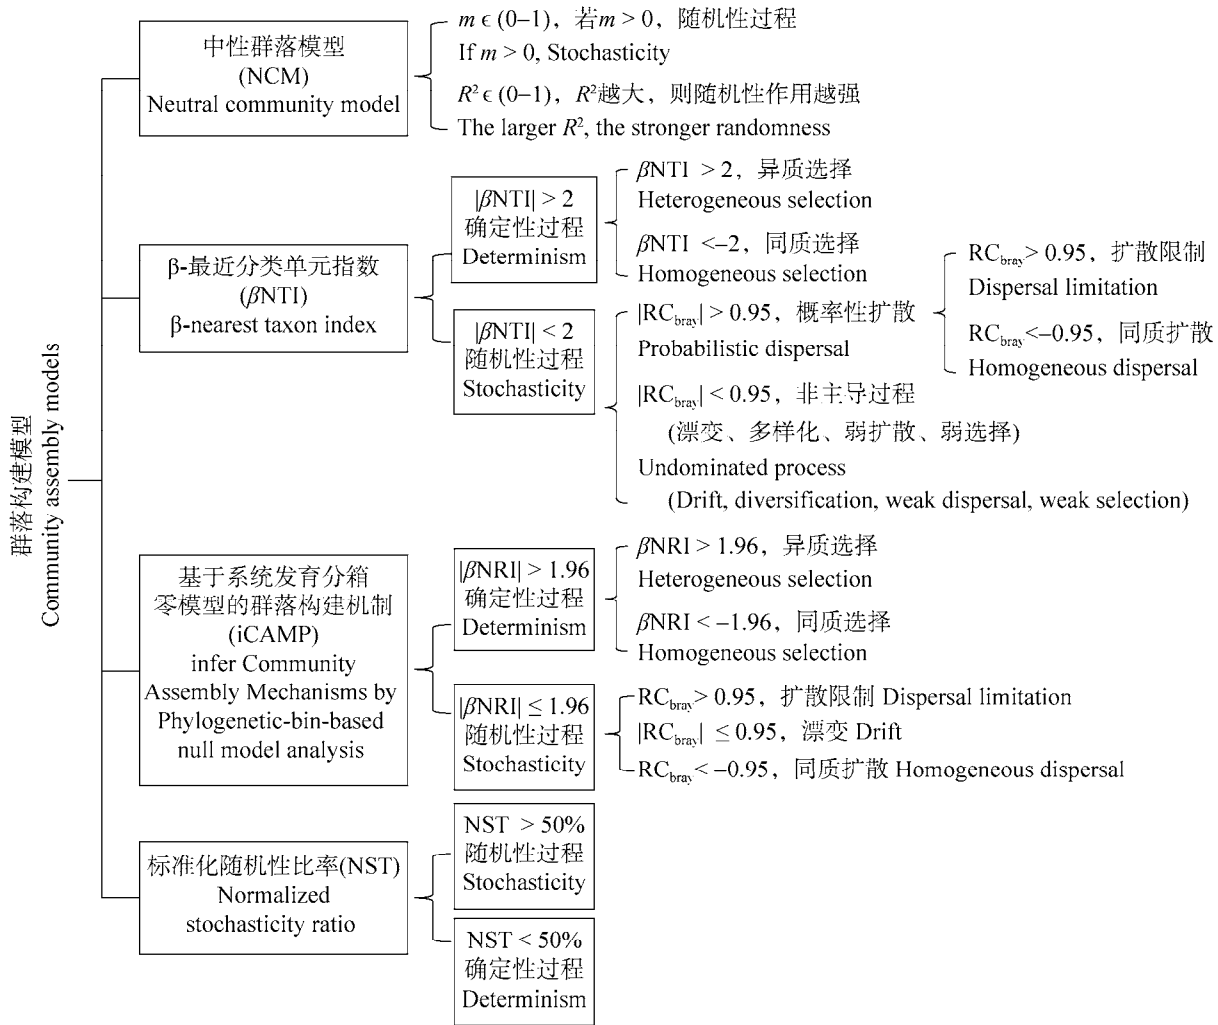 群落构建模型
Community assembly models
中性群落模型
(NCM)
Neutral community model
m ϵ (0–1)，若m > 0，随机性过程
If m > 0, Stochasticity
R² ϵ (0–1)，R²越大，则随机性作用越强
The larger R², the stronger randomness
β-最近分类单元指数
(βNTI)
β-nearest taxon index
|βNTI| > 2
确定性过程
Determinism
βNTI > 2，异质选择
Heterogeneous selection
βNTI <–2，同质选择
Homogeneous selection
|βNTI| < 2
随机性过程
Stochasticity
|RCbray| > 0.95，概率性扩散
Probabilistic dispersal
RCbray> 0.95，扩散限制
Dispersal limitation
RCbray<–0.95，同质扩散
Homogeneous dispersal
|RCbray| < 0.95，非主导过程
(漂变、多样化、弱扩散、弱选择)
Undominated process
(Drift, diversification, weak dispersal, weak selection)
基于系统发育分箱
零模型的群落构建机制
(iCAMP)
infer Community
Assembly Mechanisms by
Phylogenetic-bin-based
null model analysis
|βNRI| > 1.96
确定性过程
Determinism
βNRI > 1.96，异质选择
Heterogeneous selection
βNRI < –1.96，同质选择
Homogeneous selection
|βNRI| ≤ 1.96
随机性过程
Stochasticity
RCbray> 0.95，扩散限制 Dispersal limitation
|RCbray| ≤ 0.95，漂变 Drift
RCbray< –0.95，同质扩散 Homogeneous dispersal
标准化随机性比率(NST)
Normalized
stochasticity ratio
NST > 50%
随机性过程
Stochasticity
NST < 50%
确定性过程
Determinism